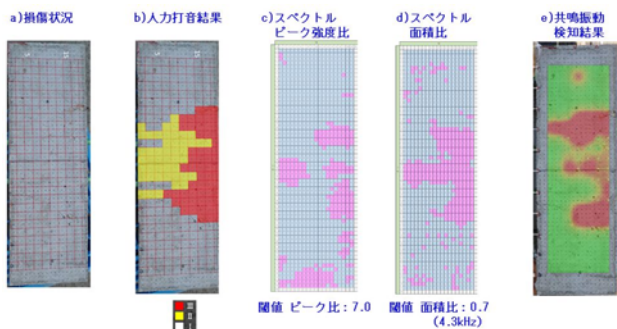 a)損傷状況
b)人力打音結果
c)スペクトル
ピーク強度比
d)スペクトル
面積比
e)共鳴振動
検知結果
III
II
I
閾値 ピーク比:7.0
閾値 面積比:0.7
(4.3kHz)